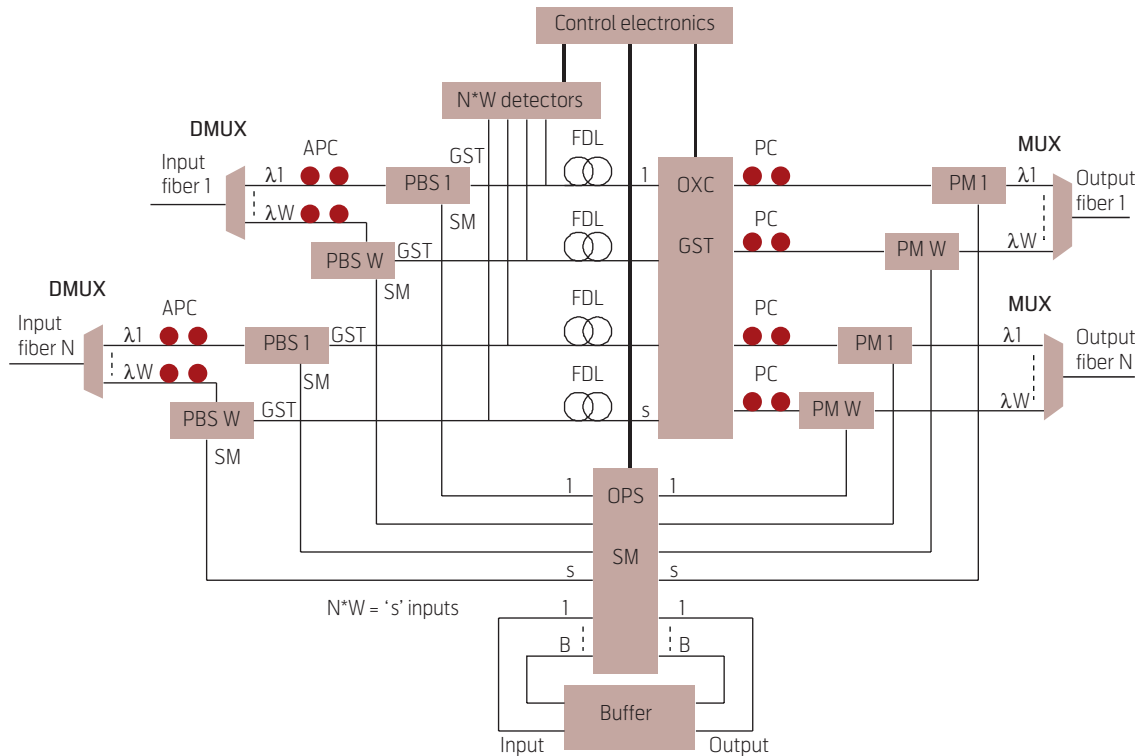 Control electronics
N*W detectors
DMUX
Input
fiber 1
λ1
λW
APC
PBS 1
GST
SM
PBS W
GST
SM
FDL
FDL
FDL
FDL
1
s
OXC
GST
PC
PC
PC
PC
PM 1
PM W
λ1
λW
MUX
Output
fiber 1
DMUX
Input
fiber N
λ1
λW
APC
PBS 1
GST
SM
PBS W
GST
SM
PM 1
PM W
λ1
λW
MUX
Output
fiber N
1
OPS
1
SM
s
s
N*W = ‘s’ inputs
1
1
B
B
Buffer
Input
Output